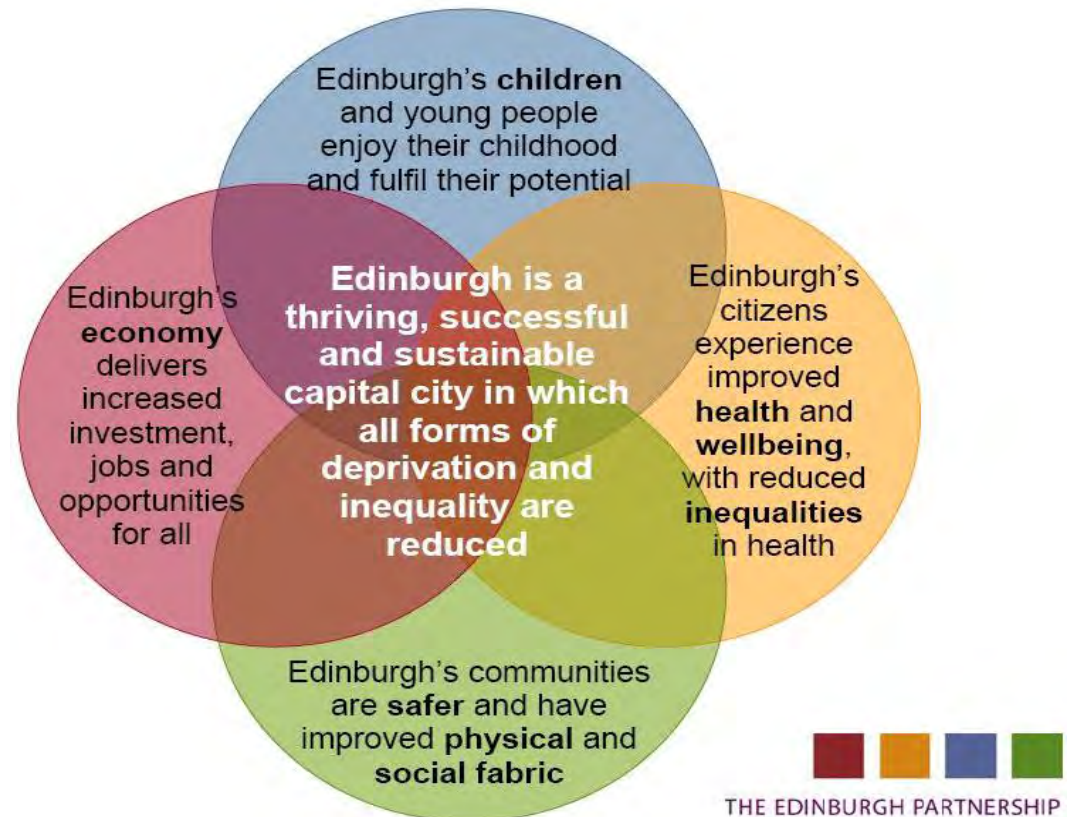 Edinburgh’s children
and young people
enjoy their childhood
and fulfil their potential
Edinburgh’s
economy
delivers
increased
investment,
jobs and
opportunities
for all
Edinburgh is a
thriving, successful
and sustainable
capital city in which
all forms of
deprivation and
inequality are
reduced
Edinburgh’s
citizens
experience
improved
health and
wellbeing,
with reduced
inequalities
in health
Edinburgh’s communities
are safer and have
improved physical and
social fabric
THE EDINBURGH PARTNERSHIP